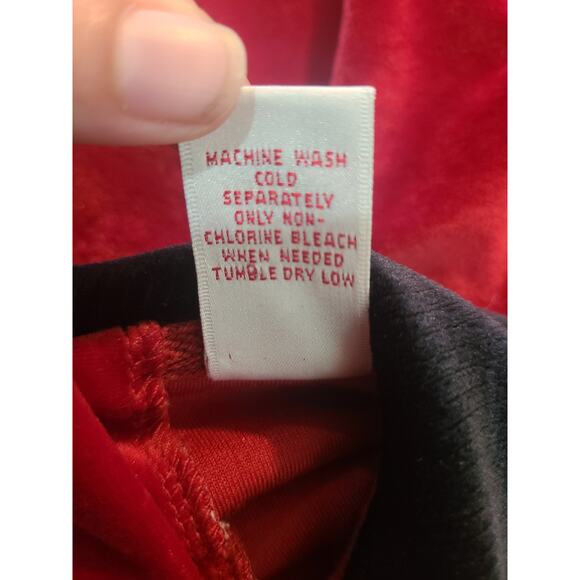 MACHINE WASH
COLD
SEPARATELY
ONLY NON-
CHLORINE BLEACH
WHEN NEEDED
TUMBLE DRY LOW